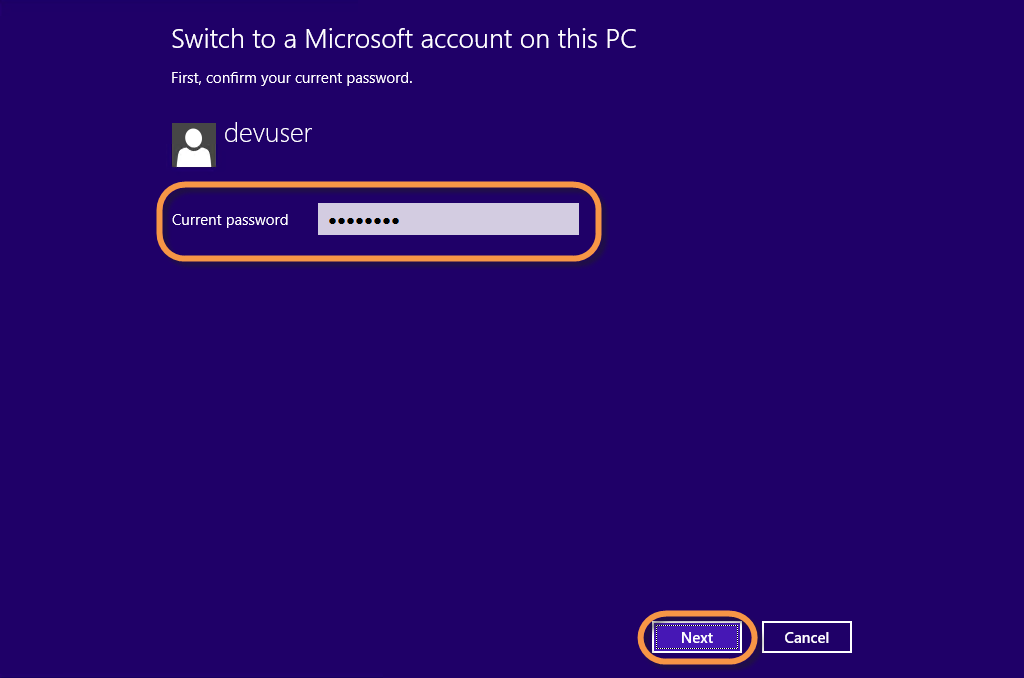 Switch to a Microsoft account on this PC
First, confirm your current password.
devuser
Current password ●●●●●●●●
Next Cancel